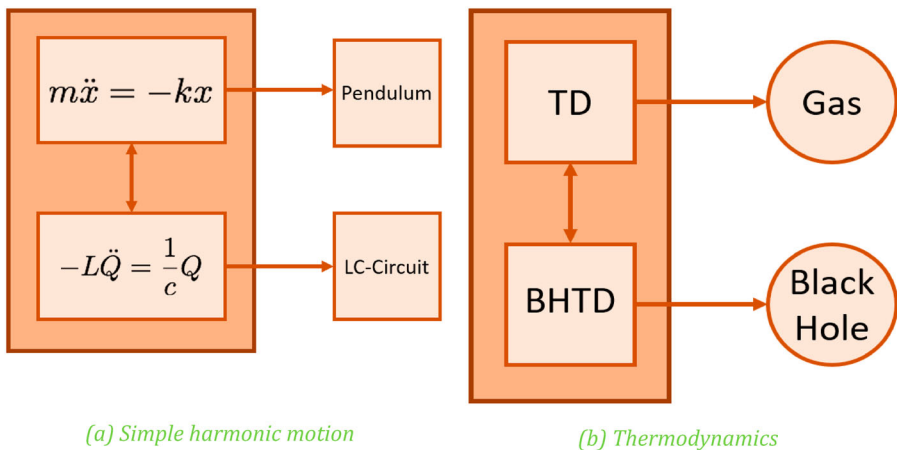 mẍ = −kx
Pendulum
−LQ̈ = 1/c Q
LC-Circuit
(a) Simple harmonic motion
TD
Gas
BHTD
Black
Hole
(b) Thermodynamics